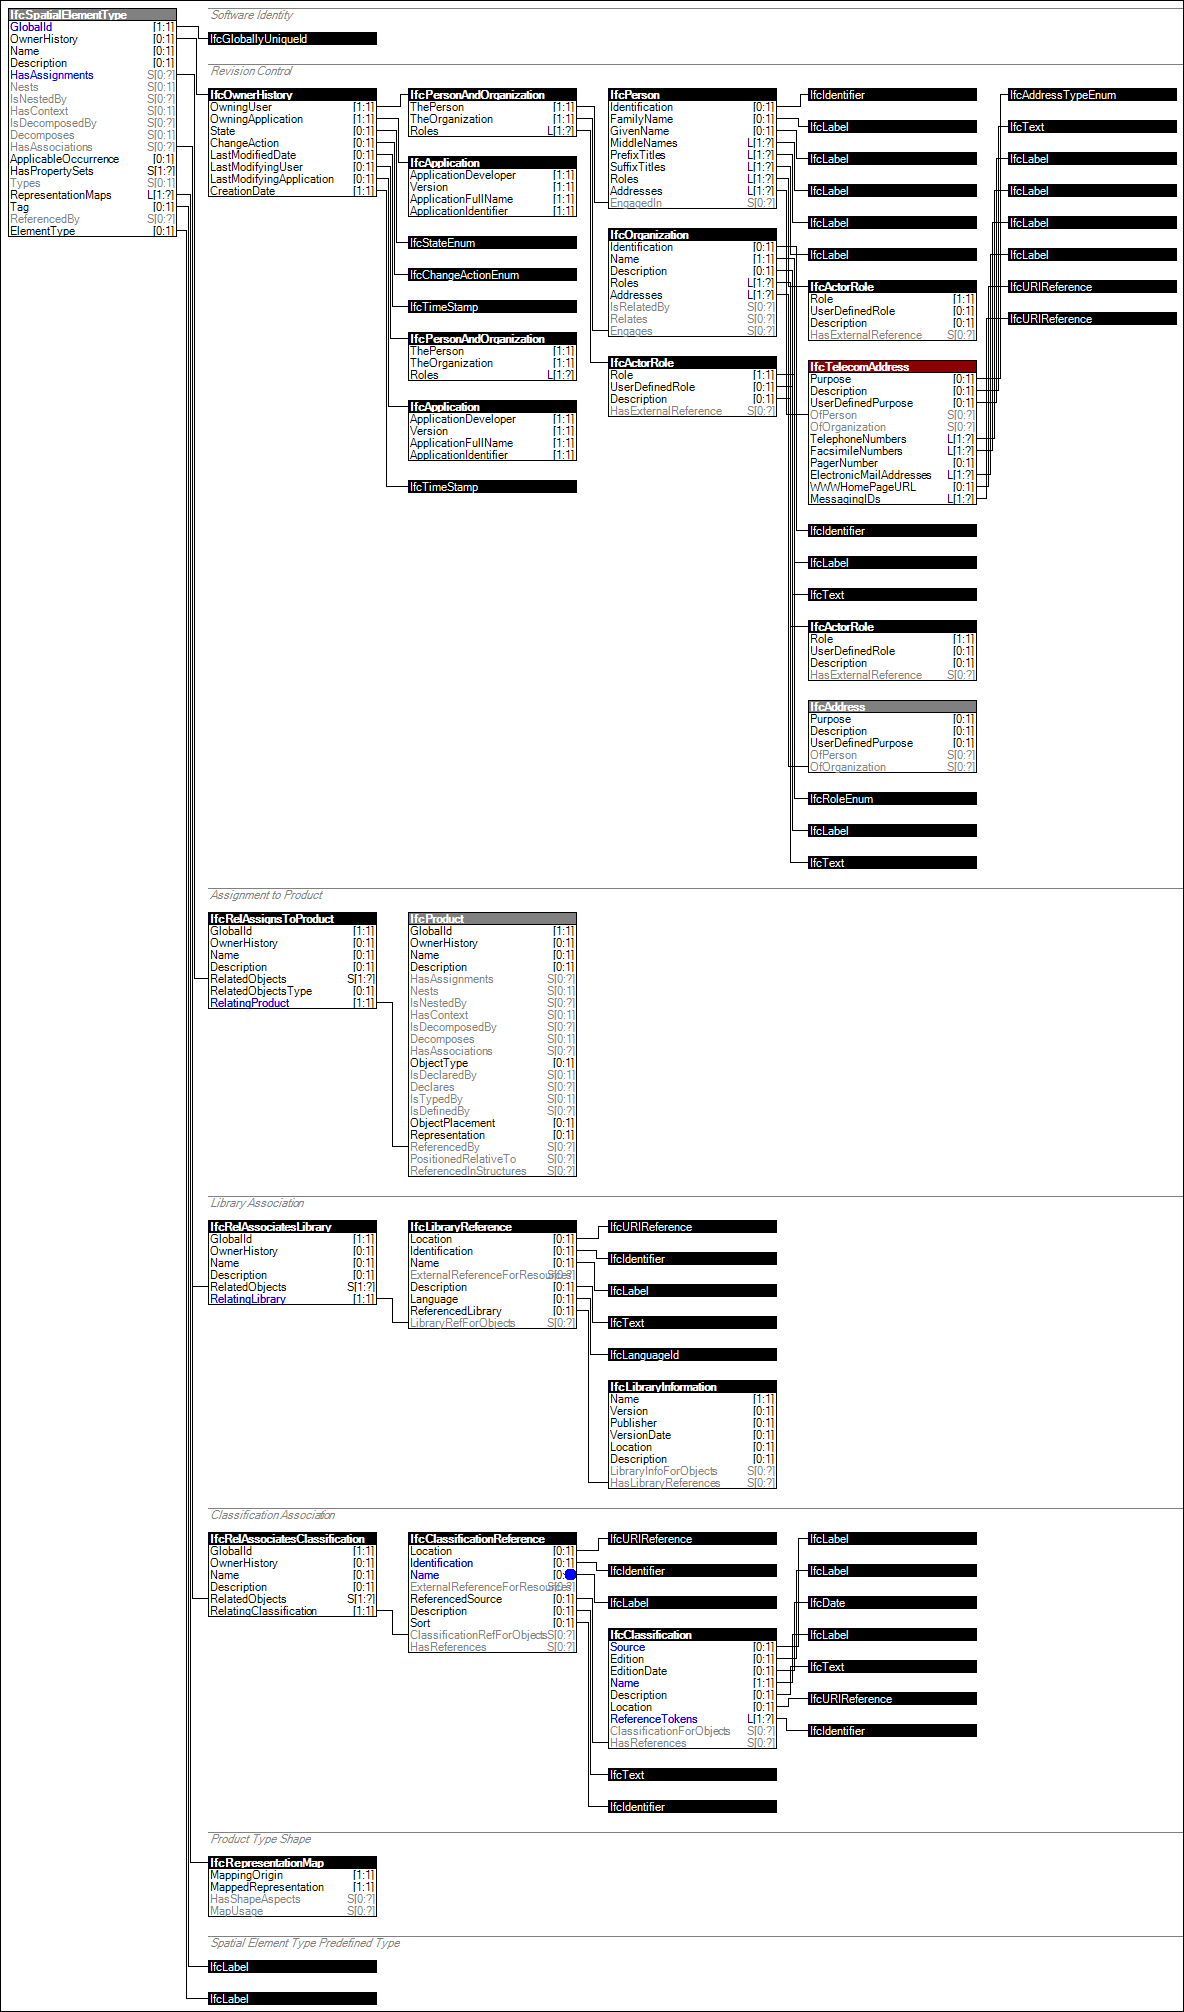 IfcSpatialElementType
GlobalId [1:1]
OwnerHistory [0:1]
Name [0:1]
Description [0:1]
HasAssignments S[0:?]
Nests S[0:1]
IsNestedBy S[0:?]
HasContext S[0:1]
IsDecomposedBy S[0:?]
Decomposes S[0:1]
HasAssociations S[0:?]
ApplicableOccurrence [0:1]
HasPropertySets S[1:?]
Types S[0:1]
RepresentationMaps L[1:?]
Tag [0:1]
ReferencedBy S[0:?]
ElementType [0:1]
Software Identity
IfcGloballyUniqueId
Revision Control
IfcOwnerHistory
OwningUser [1:1]
OwningApplication [1:1]
State [0:1]
ChangeAction [0:1]
LastModifiedDate [0:1]
LastModifyingUser [0:1]
LastModifyingApplication [0:1]
CreationDate [1:1]
IfcPersonAndOrganization
ThePerson [1:1]
TheOrganization [1:1]
Roles L[1:?]
IfcApplication
ApplicationDeveloper [1:1]
Version [1:1]
ApplicationFullName [1:1]
ApplicationIdentifier [1:1]
IfcStateEnum
IfcChangeActionEnum
IfcTimeStamp
IfcPersonAndOrganization
ThePerson [1:1]
TheOrganization [1:1]
Roles L[1:?]
IfcApplication
ApplicationDeveloper [1:1]
Version [1:1]
ApplicationFullName [1:1]
ApplicationIdentifier [1:1]
IfcTimeStamp
IfcPerson
Identification [0:1]
FamilyName [0:1]
GivenName [0:1]
MiddleNames L[1:?]
PrefixTitles L[1:?]
SuffixTitles L[1:?]
Roles L[1:?]
Addresses L[1:?]
EngagedIn S[0:?]
IfcOrganization
Identification [0:1]
Name [1:1]
Description [0:1]
Roles L[1:?]
Addresses L[1:?]
IsRelatedBy S[0:?]
Relates S[0:?]
Engages S[0:?]
IfcActorRole
Role [1:1]
UserDefinedRole [0:1]
Description [0:1]
HasExternalReference S[0:?]
IfcIdentifier
IfcLabel
IfcLabel
IfcLabel
IfcLabel
IfcLabel
IfcActorRole
Role [1:1]
UserDefinedRole [0:1]
Description [0:1]
HasExternalReference S[0:?]
IfcTelecomAddress
Purpose [0:1]
Description [0:1]
UserDefinedPurpose [0:1]
OfPerson S[0:?]
OfOrganization S[0:?]
TelephoneNumbers L[1:?]
FacsimileNumbers L[1:?]
PagerNumber [0:1]
ElectronicMailAddresses L[1:?]
WWWHomePageURL [0:1]
MessagingIDs L[1:?]
IfcIdentifier
IfcLabel
IfcText
IfcActorRole
Role [1:1]
UserDefinedRole [0:1]
Description [0:1]
HasExternalReference S[0:?]
IfcAddress
Purpose [0:1]
Description [0:1]
UserDefinedPurpose [0:1]
OfPerson S[0:?]
OfOrganization S[0:?]
IfcRoleEnum
IfcLabel
IfcText
IfcAddressTypeEnum
IfcText
IfcLabel
IfcLabel
IfcLabel
IfcLabel
IfcURIReference
IfcURIReference
Assignment to Product
IfcRelAssignsToProduct
GlobalId [1:1]
OwnerHistory [0:1]
Name [0:1]
Description [0:1]
RelatedObjects S[1:?]
RelatedObjectsType [0:1]
RelatingProduct [1:1]
IfcProduct
GlobalId [1:1]
OwnerHistory [0:1]
Name [0:1]
Description [0:1]
HasAssignments S[0:?]
Nests S[0:1]
IsNestedBy S[0:?]
HasContext S[0:1]
IsDecomposedBy S[0:?]
Decomposes S[0:1]
HasAssociations S[0:?]
ObjectType [0:1]
IsDeclaredBy S[0:1]
Declares S[0:?]
IsTypedBy S[0:1]
IsDefinedBy S[0:?]
ObjectPlacement [0:1]
Representation [0:1]
ReferencedBy S[0:?]
PositionedRelativeTo S[0:?]
ReferencedInStructures S[0:?]
Library Association
IfcRelAssociatesLibrary
GlobalId [1:1]
OwnerHistory [0:1]
Name [0:1]
Description [0:1]
RelatedObjects S[1:?]
RelatingLibrary [1:1]
IfcLibraryReference
Location [0:1]
Identification [0:1]
Name [0:1]
ExternalReferenceForResources S[0:?]
Description [0:1]
Language [0:1]
ReferencedLibrary [0:1]
LibraryRefForObjects S[0:?]
IfcURIReference
IfcIdentifier
IfcLabel
IfcText
IfcLanguageId
IfcLibraryInformation
Name [1:1]
Version [0:1]
Publisher [0:1]
VersionDate [0:1]
Location [0:1]
Description [0:1]
LibraryInfoForObjects S[0:?]
HasLibraryReferences S[0:?]
Classification Association
IfcRelAssociatesClassification
GlobalId [1:1]
OwnerHistory [0:1]
Name [0:1]
Description [0:1]
RelatedObjects S[1:?]
RelatingClassification [1:1]
IfcClassificationReference
Location [0:1]
Identification [0:1]
Name [0:
ExternalReferenceForResources S[0:?]
ReferencedSource [0:1]
Description [0:1]
Sort [0:1]
ClassificationRefForObjects S[0:?]
HasReferences S[0:?]
IfcURIReference
IfcIdentifier
IfcLabel
IfcClassification
Source [0:1]
Edition [0:1]
EditionDate [0:1]
Name [1:1]
Description [0:1]
Location [0:1]
ReferenceTokens L[1:?]
ClassificationForObjects S[0:?]
HasReferences S[0:?]
IfcText
IfcIdentifier
IfcLabel
IfcLabel
IfcDate
IfcLabel
IfcText
IfcURIReference
IfcIdentifier
Product Type Shape
IfcRepresentationMap
MappingOrigin [1:1]
MappedRepresentation [1:1]
HasShapeAspects S[0:?]
MapUsage S[0:?]
Spatial Element Type Predefined Type
IfcLabel
IfcLabel